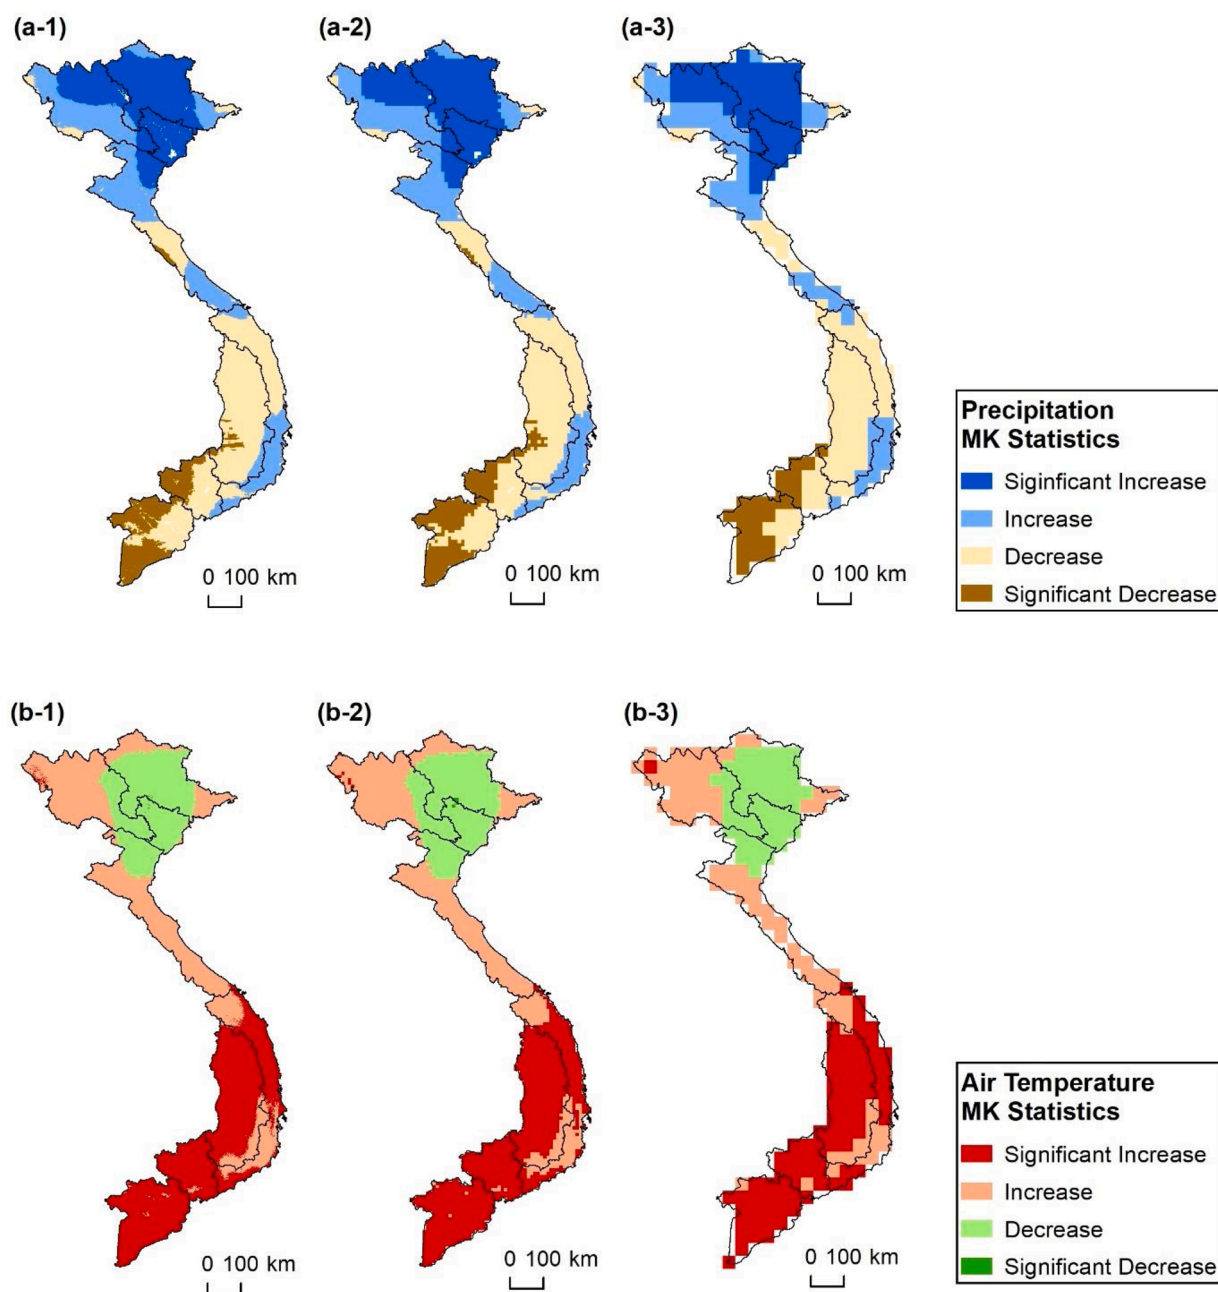 (a-1)
(a-2)
(a-3)
Precipitation
MK Statistics
Siginficant Increase
Increase
Decrease
Significant Decrease
0 100 km
0 100 km
0 100 km
(b-1)
(b-2)
(b-3)
Air Temperature
MK Statistics
Significant Increase
Increase
Decrease
Significant Decrease
0 100 km
0 100 km
0 100 km